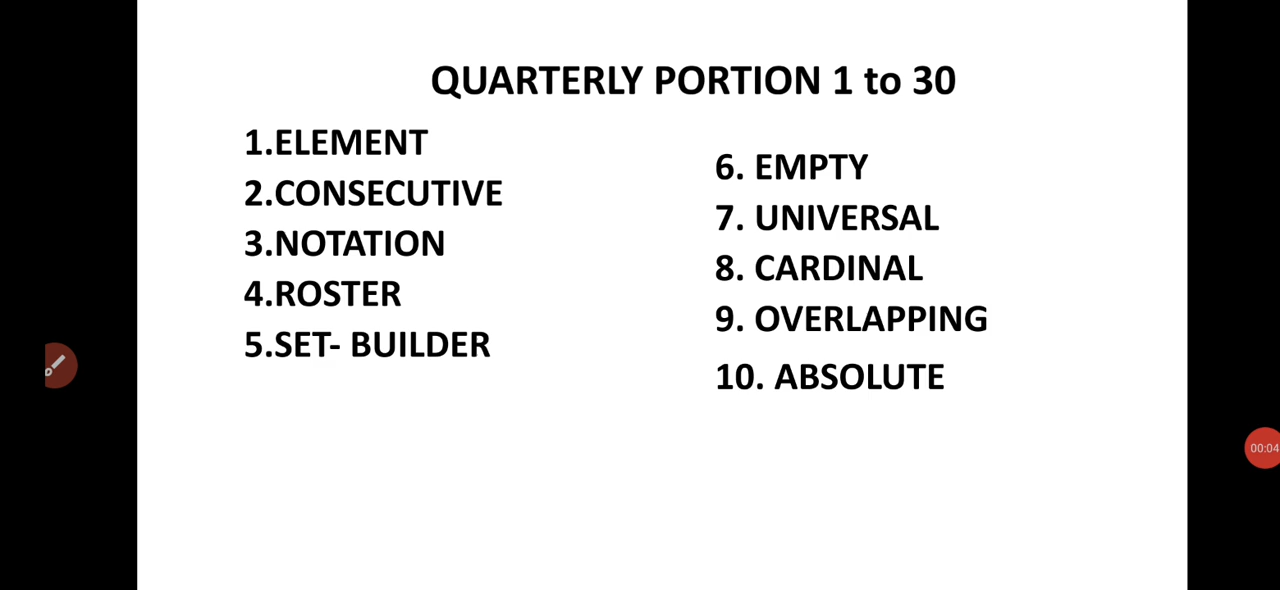 QUARTERLY PORTION 1 to 30
1.ELEMENT
2.CONSECUTIVE
3.NOTATION
4.ROSTER
5.SET- BUILDER
6. EMPTY
7. UNIVERSAL
8. CARDINAL
9. OVERLAPPING
10. ABSOLUTE
00:04